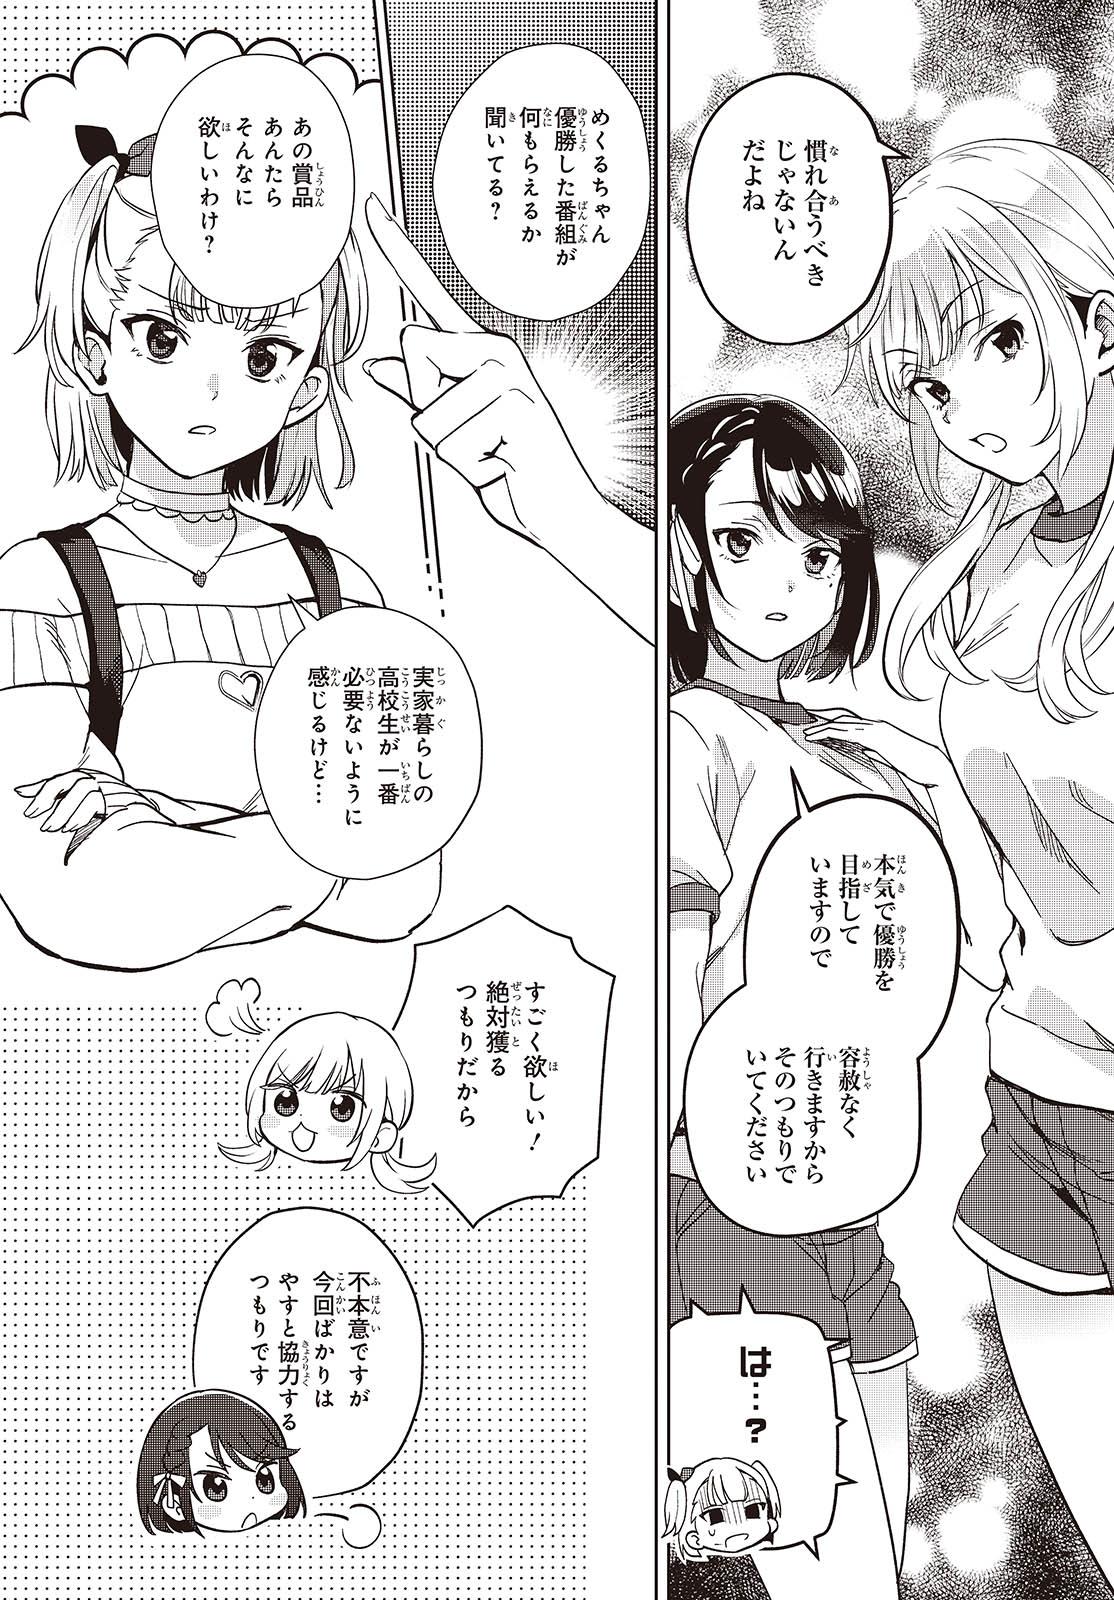 慣れ合うべき
じゃないん
だよね
本気で優勝を
目指して
いますので
容赦なく
行きますから
そのつもりで
いてください
は…?
めくるちゃん
優勝した番組が
何もらえるか
聞いてる?
あの賞品
あんたら
そんなに
欲しいわけ?
実家暮らしの
高校生が一番
必要ないように
感じるけど…
すごく欲しい!
絶対獲る
つもりだから
不本意ですが
今回ばかりは
やすと協力する
つもりです